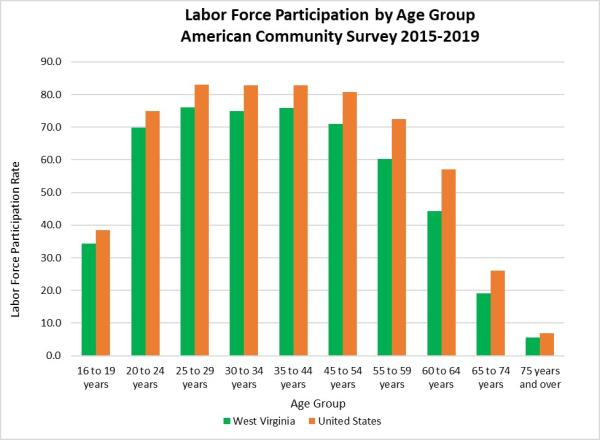 Labor Force Participation by Age Group
American Community Survey 2015-2019
90.0
80.0
70.0
60.0
50.0
40.0
30.0
20.0
10.0
0.0
Labor Force Participation Rate
16 to 19 years
20 to 24 years
25 to 29 years
30 to 34 years
35 to 44 years
45 to 54 years
55 to 59 years
60 to 64 years
65 to 74 years
75 years and over
Age Group
West Virginia
United States